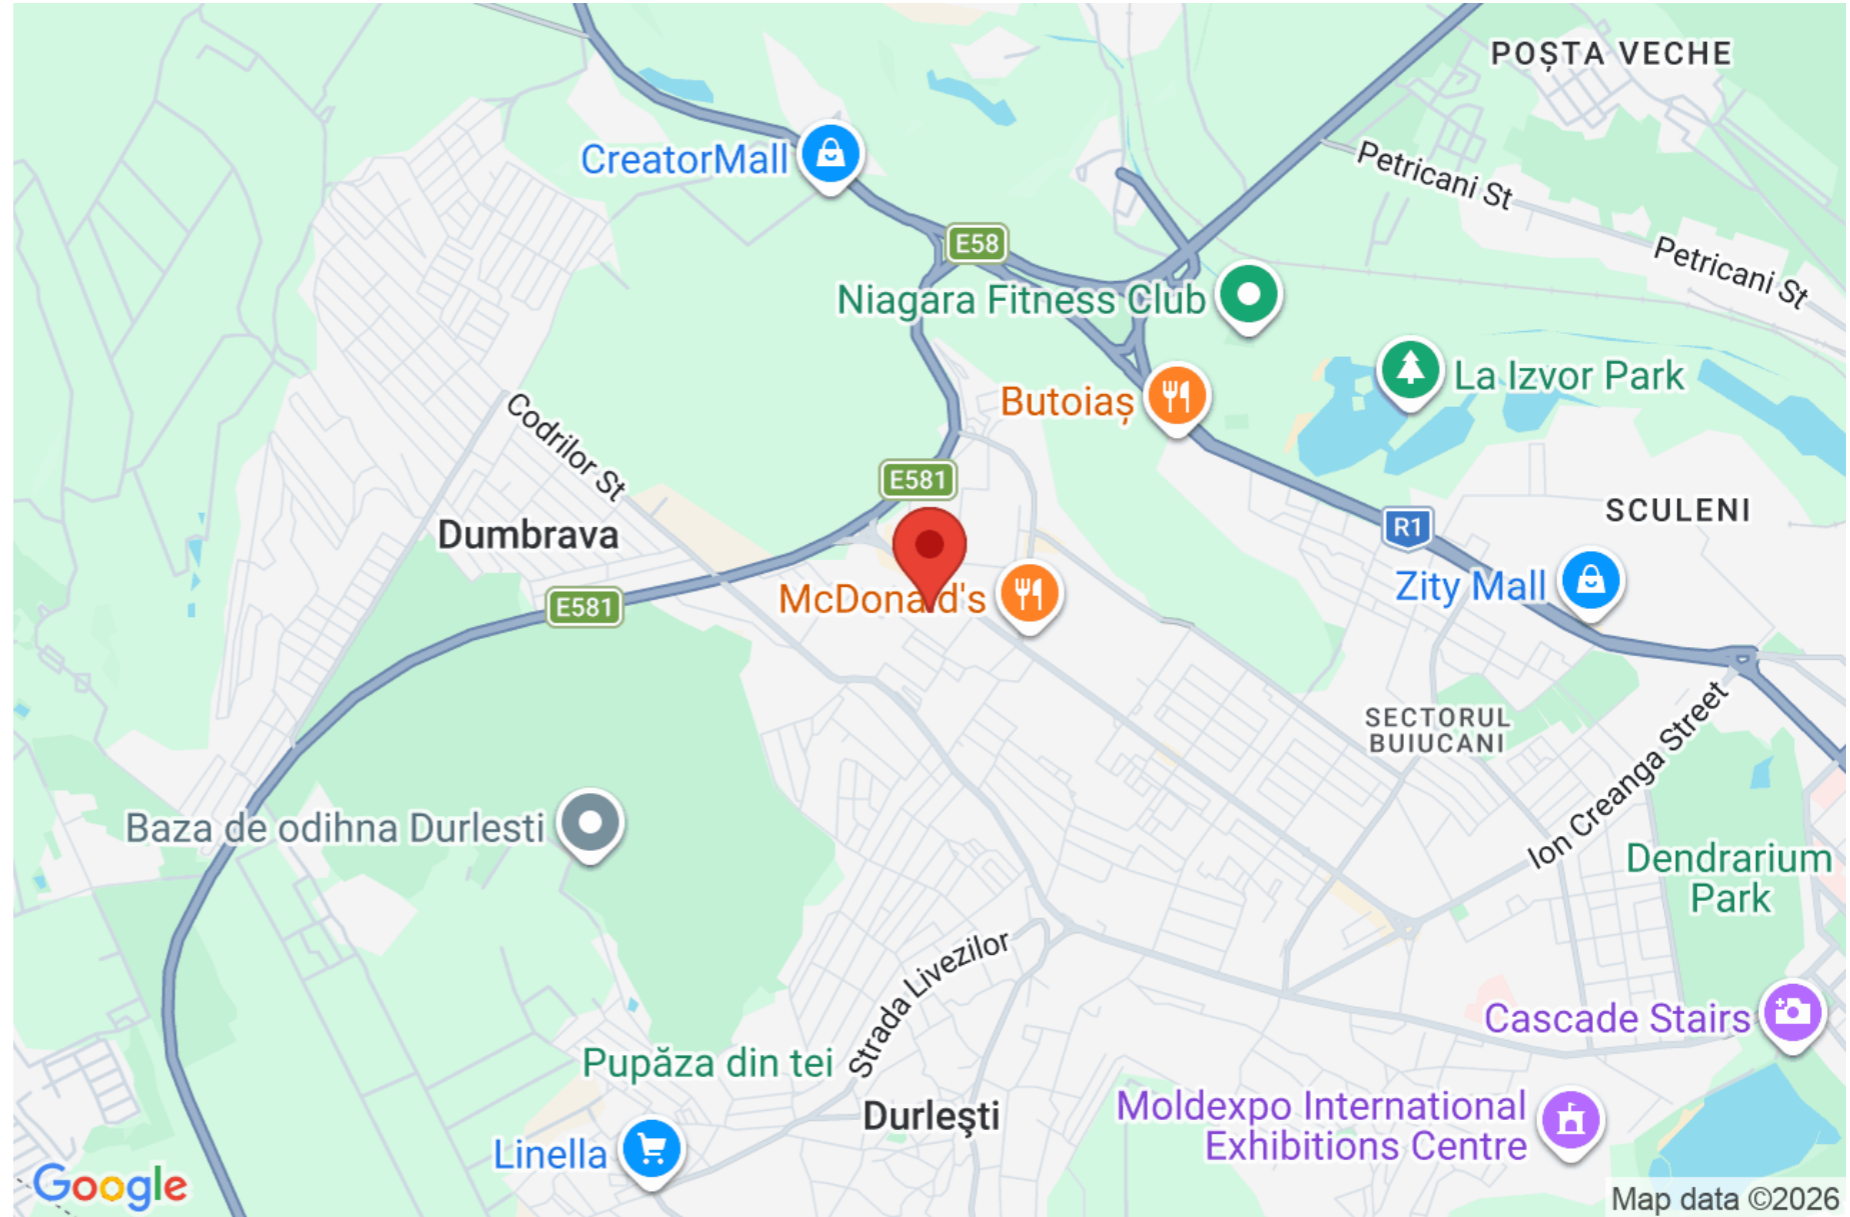 POȘTA VECHE
CreatorMall
Petricani St
E58
Petricani St
Niagara Fitness Club
La Izvor Park
Butoiaș
Codrilor St
E581
SCULENI
Dumbrava
R1
McDonald's
Zity Mall
E581
SECTORUL
BUIUCANI
Ion Creanga Street
Baza de odihna Durlesti
Dendrarium
Park
Strada Livezilor
Cascade Stairs
Pupăza din tei
Durleşti
Moldexpo International
Exhibitions Centre
Linella
Google
Map data ©2026